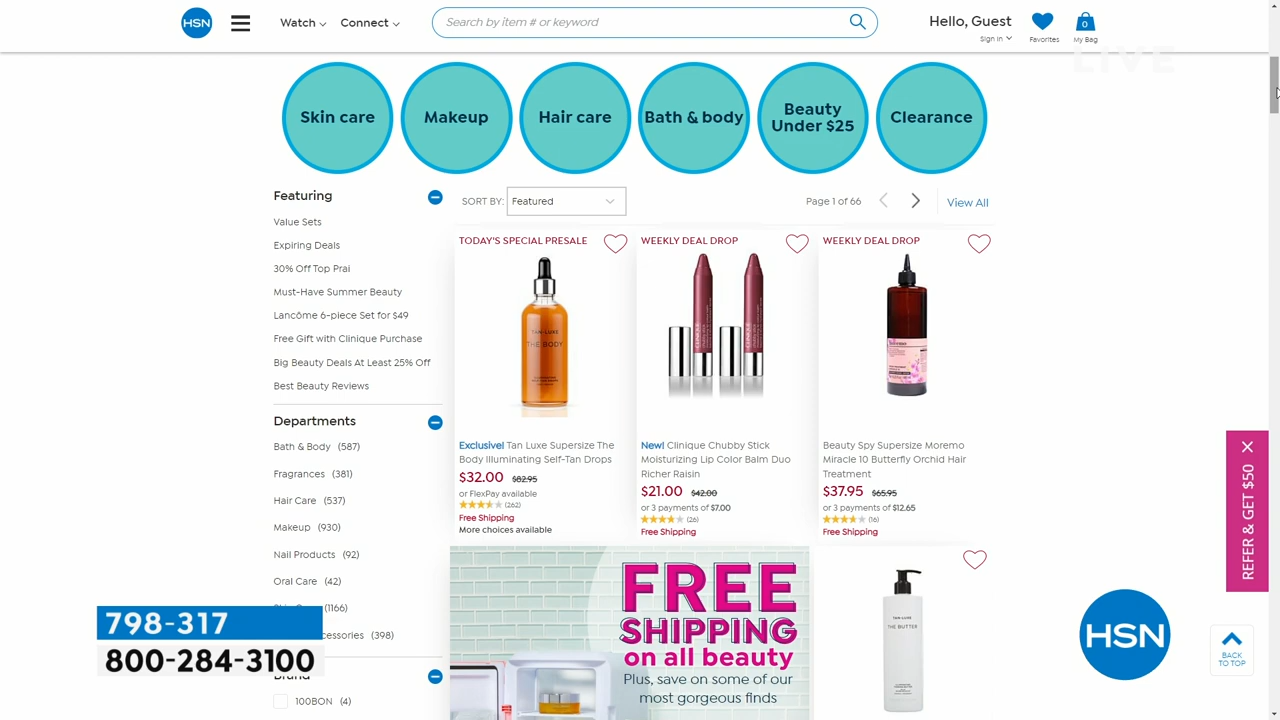 HSN
Watch
Connect
Search by item # or keyword
Hello, Guest
Sign In
Favorites
0
My Bag
LIVE
Skin care
Makeup
Hair care
Bath & body
Beauty
Under $25
Clearance
Featuring
Value Sets
Expiring Deals
30% Off Top Prai
Must-Have Summer Beauty
Lancôme 6-piece Set for $49
Free Gift with Clinique Purchase
Big Beauty Deals At Least 25% Off
Best Beauty Reviews
Departments
Bath & Body (587)
Fragrances (381)
Hair Care (537)
Makeup (930)
Nail Products (92)
Oral Care (42)
(1166)
(398)
100BON (4)
SORT BY: Featured
Page 1 of 66
View All
TODAY'S SPECIAL PRESALE
TAN-LUXE
THE BODY
Exclusive! Tan Luxe Supersize The
Body Illuminating Self-Tan Drops
$32.00 $82.95
or FlexPay available
(262)
Free Shipping
More choices available
WEEKLY DEAL DROP
New! Clinique Chubby Stick
Moisturizing Lip Color Balm Duo
Richer Raisin
$21.00 $42.00
or 3 payments of $7.00
(26)
Free Shipping
WEEKLY DEAL DROP
Beauty Spy Supersize Moremo
Miracle 10 Butterfly Orchid Hair
Treatment
$37.95 $65.95
or 3 payments of $12.65
(16)
Free Shipping
FREE
SHIPPING
on all beauty
Plus, save on some of our
most gorgeous finds
TAN-LUXE
THE BUTTER
REFER & GET $50
HSN
BACK
TO TOP
798-317
800-284-3100